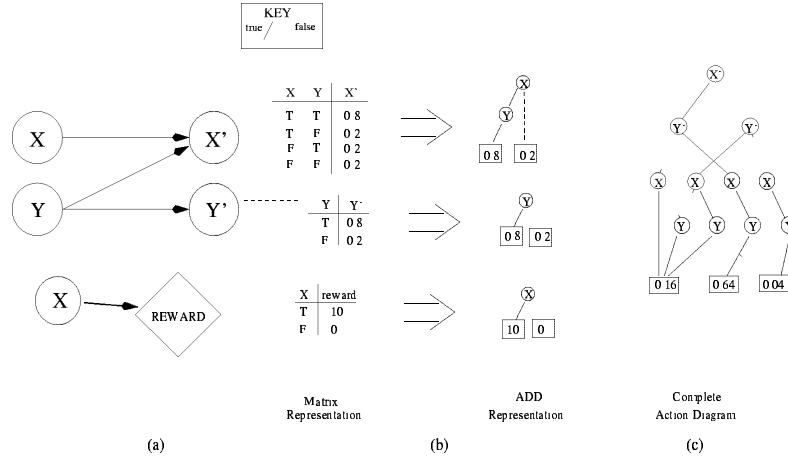 KEY
true false
X X'
Y Y'
X REWARD
X Y X'
T T 0 8
T F 0 2
F T 0 2
F F 0 2
Y Y'
T 0 8
F 0 2
X reward
T 10
F 0
X
Y
0 8 0 2
Y
0 8 0 2
X
10 0
X'
Y' Y'
X X X X
Y Y Y Y
0 16 0 64 0 04
Matrix
Representation
ADD
Representation
Complete
Action Diagram
(a) (b) (c)